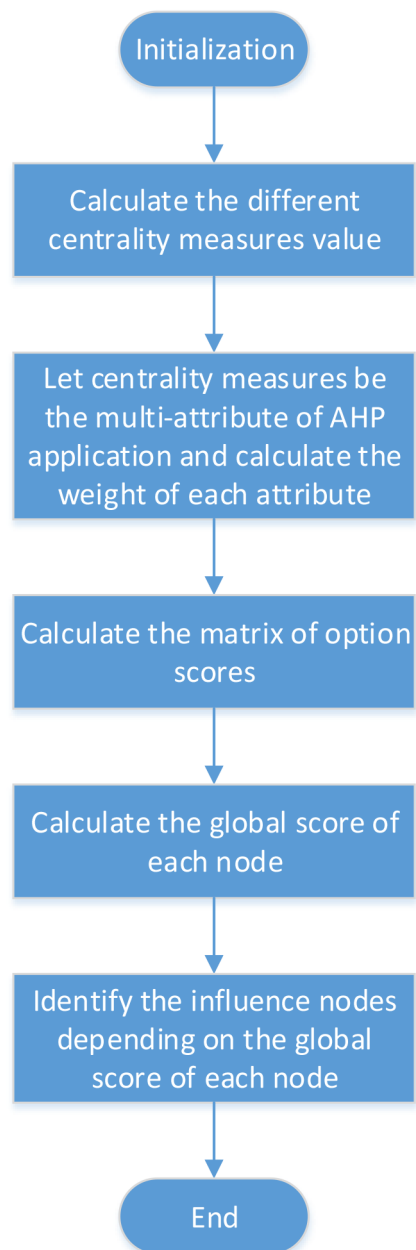 Initialization
Calculate the different
centrality measures value
Let centrality measures be
the multi-attribute of AHP
application and calculate the
weight of each attribute
Calculate the matrix of option
scores
Calculate the global score of
each node
Identify the influence nodes
depending on the global
score of each node
End